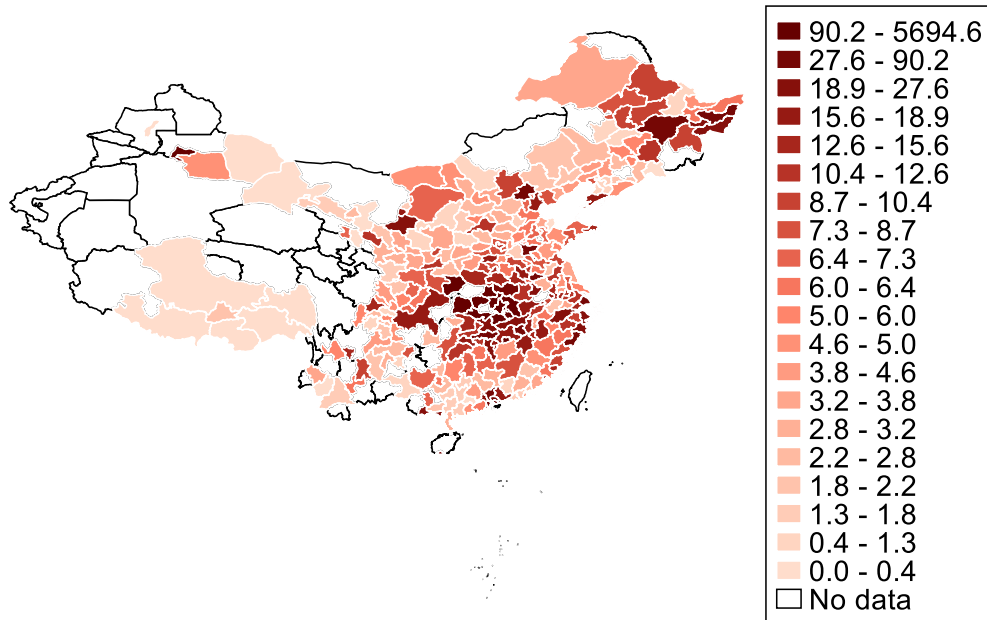 90.2 - 5694.6
27.6 - 90.2
18.9 - 27.6
15.6 - 18.9
12.6 - 15.6
10.4 - 12.6
8.7 - 10.4
7.3 - 8.7
6.4 - 7.3
6.0 - 6.4
5.0 - 6.0
4.6 - 5.0
3.8 - 4.6
3.2 - 3.8
2.8 - 3.2
2.2 - 2.8
1.8 - 2.2
1.3 - 1.8
0.4 - 1.3
0.0 - 0.4
No data